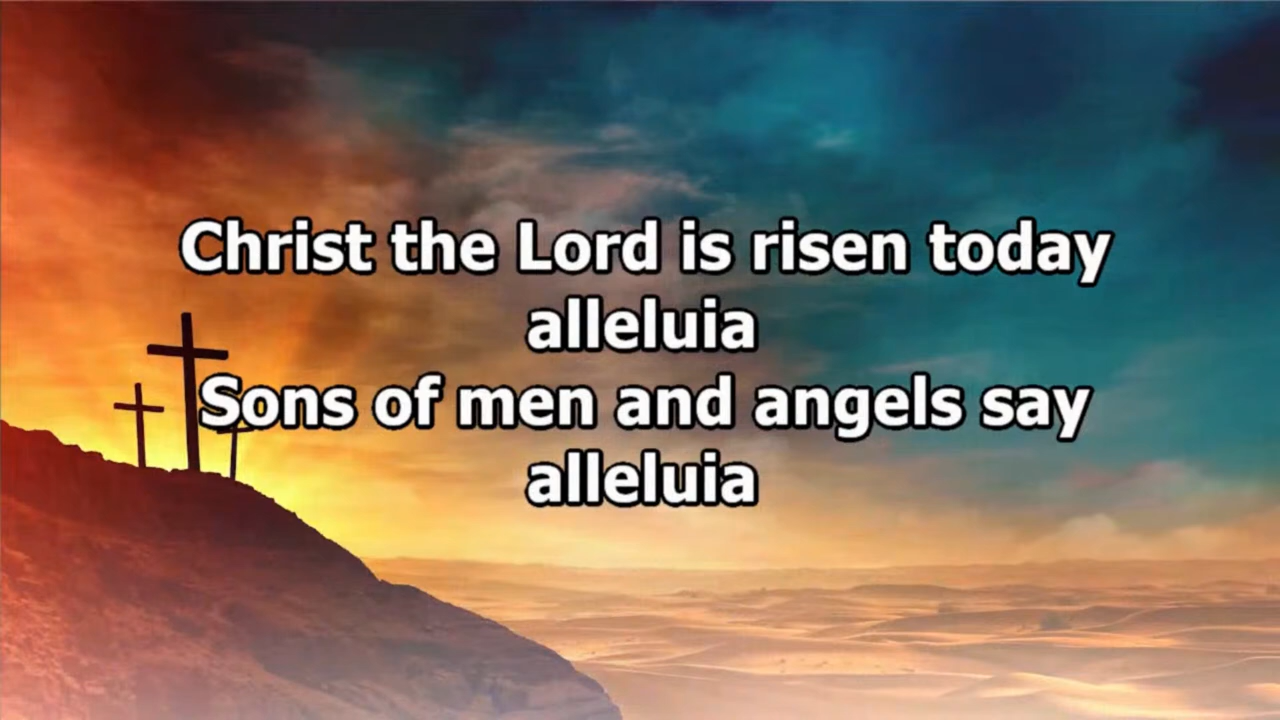 Christ the Lord is risen today
alleluia
Sons of men and angels say
alleluia